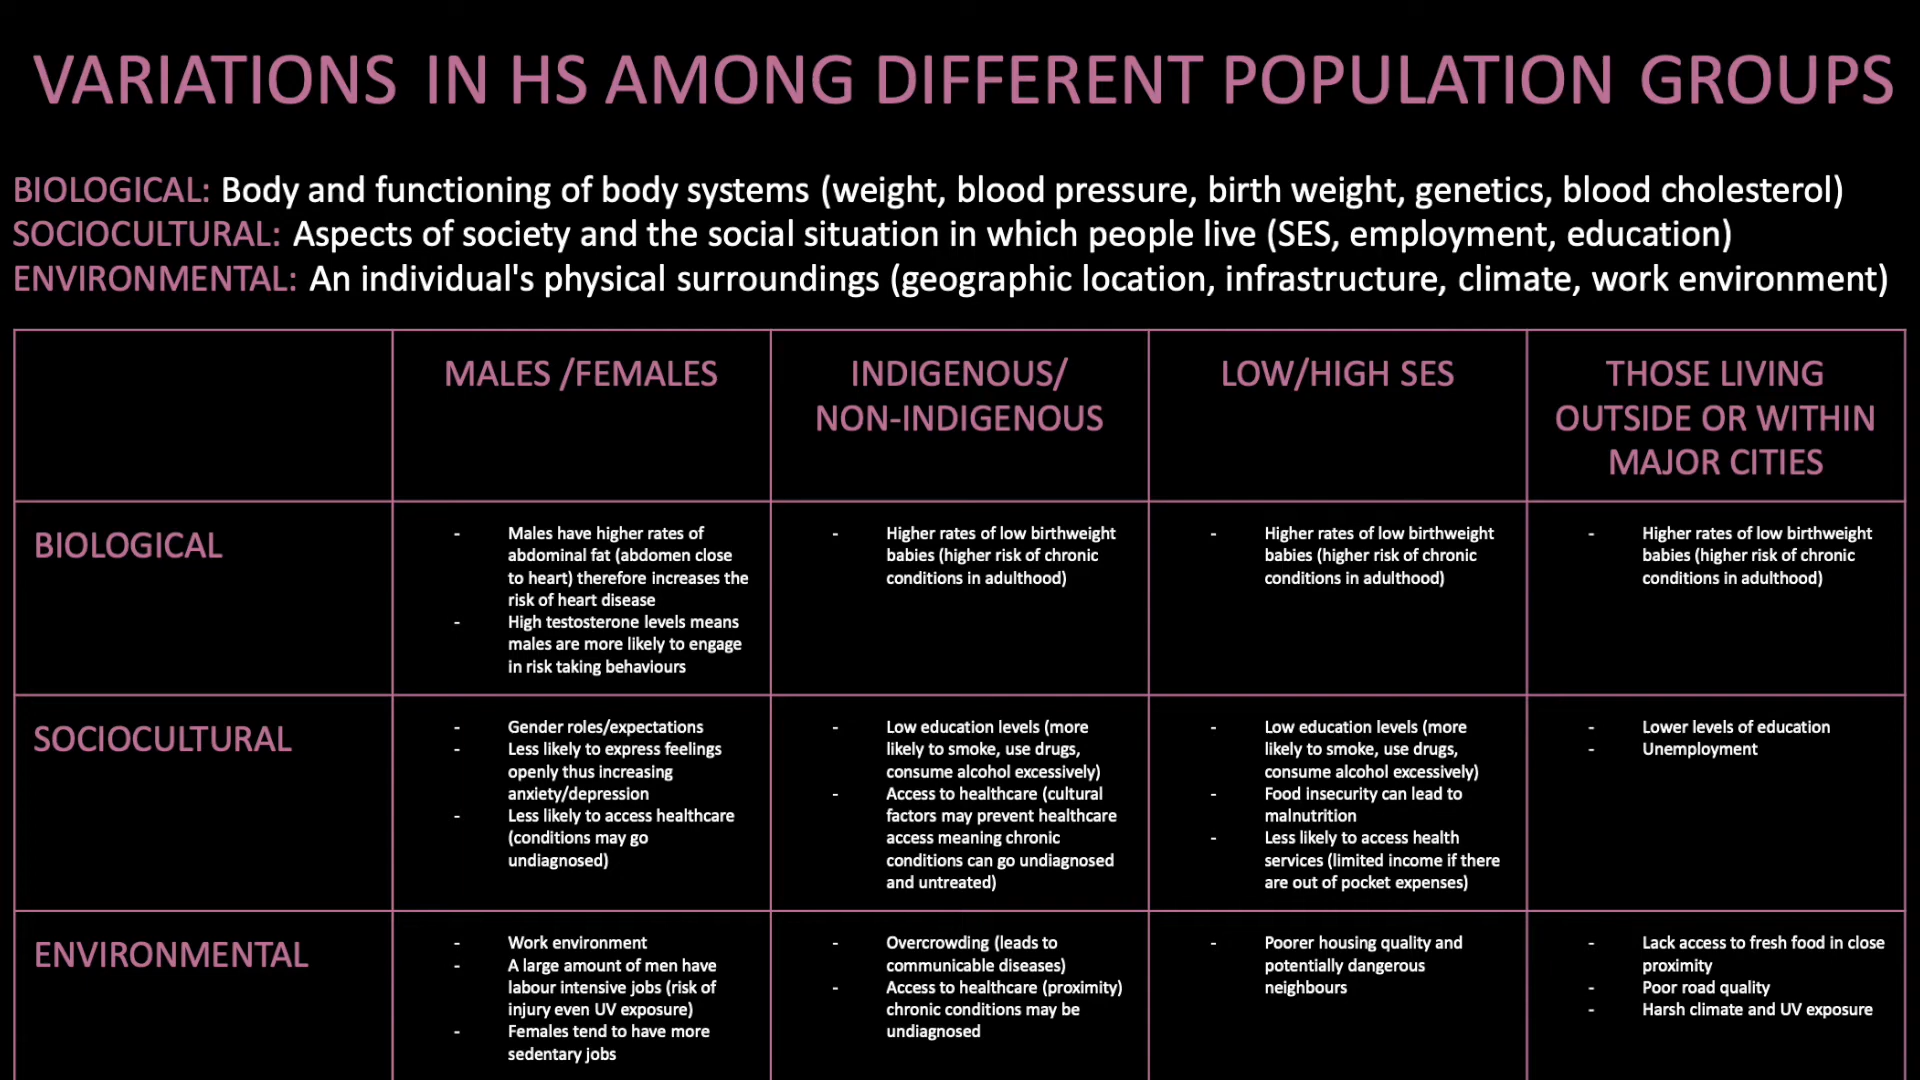 VARIATIONS IN HS AMONG DIFFERENT POPULATION GROUPS
BIOLOGICAL: Body and functioning of body systems (weight, blood pressure, birth weight, genetics, blood cholesterol)
SOCIOCULTURAL: Aspects of society and the social situation in which people live (SES, employment, education)
ENVIRONMENTAL: An individual's physical surroundings (geographic location, infrastructure, climate, work environment)
MALES /FEMALES
INDIGENOUS/
NON-INDIGENOUS
LOW/HIGH SES
THOSE LIVING
OUTSIDE OR WITHIN
MAJOR CITIES
BIOLOGICAL
- Males have higher rates of
abdominal fat (abdomen close
to heart) therefore increases the
risk of heart disease
- High testosterone levels means
males are more likely to engage
in risk taking behaviours
- Higher rates of low birthweight
babies (higher risk of chronic
conditions in adulthood)
- Higher rates of low birthweight
babies (higher risk of chronic
conditions in adulthood)
- Higher rates of low birthweight
babies (higher risk of chronic
conditions in adulthood)
SOCIOCULTURAL
- Gender roles/expectations
- Less likely to express feelings
openly thus increasing
anxiety/depression
- Less likely to access healthcare
(conditions may go
undiagnosed)
- Low education levels (more
likely to smoke, use drugs,
consume alcohol excessively)
- Access to healthcare (cultural
factors may prevent healthcare
access meaning chronic
conditions can go undiagnosed
and untreated)
- Low education levels (more
likely to smoke, use drugs,
consume alcohol excessively)
- Food insecurity can lead to
malnutrition
- Less likely to access health
services (limited income if there
are out of pocket expenses)
- Lower levels of education
- Unemployment
ENVIRONMENTAL
- Work environment
- A large amount of men have
labour intensive jobs (risk of
injury even UV exposure)
- Females tend to have more
sedentary jobs
- Overcrowding (leads to
communicable diseases)
- Access to healthcare (proximity)
chronic conditions may be
undiagnosed
- Poorer housing quality and
potentially dangerous
neighbours
- Lack access to fresh food in close
proximity
- Poor road quality
- Harsh climate and UV exposure